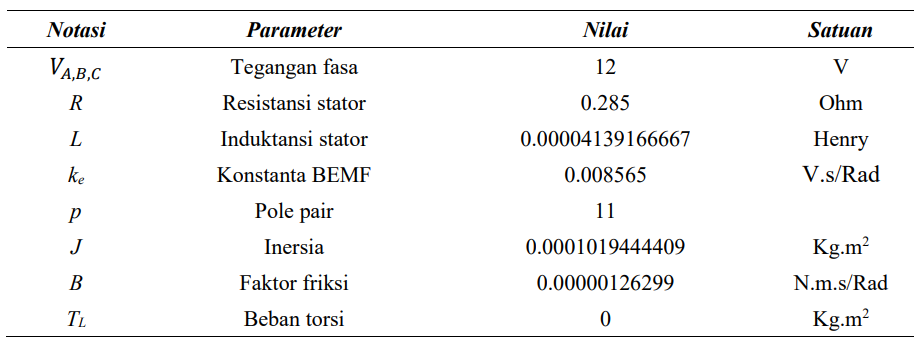 Notasi Parameter Nilai Satuan
V_{A,B,C} Tegangan fasa 12 V
R Resistansi stator 0.285 Ohm
L Induktansi stator 0.00004139166667 Henry
k_e Konstanta BEMF 0.008565 V.s/Rad
p Pole pair 11
J Inersia 0.0001019444409 Kg.m²
B Faktor friksi 0.00000126299 N.m.s/Rad
T_L Beban torsi 0 Kg.m²